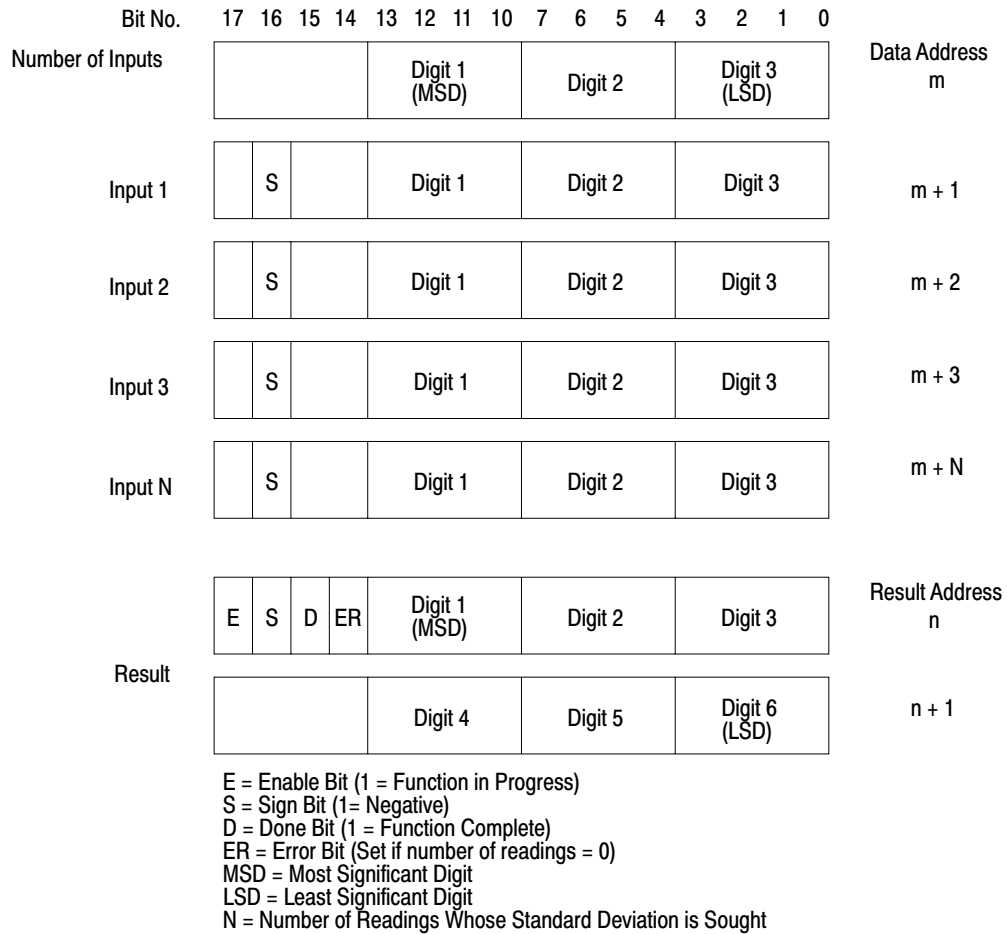 Bit No. 17 16 15 14 13 12 11 10 7 6 5 4 3 2 1 0
Number of Inputs Digit 1 (MSD) Digit 2 Digit 3 (LSD) Data Address m
Input 1 S Digit 1 Digit 2 Digit 3 m + 1
Input 2 S Digit 1 Digit 2 Digit 3 m + 2
Input 3 S Digit 1 Digit 2 Digit 3 m + 3
Input N S Digit 1 Digit 2 Digit 3 m + N
Result
E S D ER Digit 1 (MSD) Digit 2 Digit 3 Result Address n
Digit 4 Digit 5 Digit 6 (LSD) n + 1
E = Enable Bit (1 = Function in Progress)
S = Sign Bit (1= Negative)
D = Done Bit (1 = Function Complete)
ER = Error Bit (Set if number of readings = 0)
MSD = Most Significant Digit
LSD = Least Significant Digit
N = Number of Readings Whose Standard Deviation is Sought